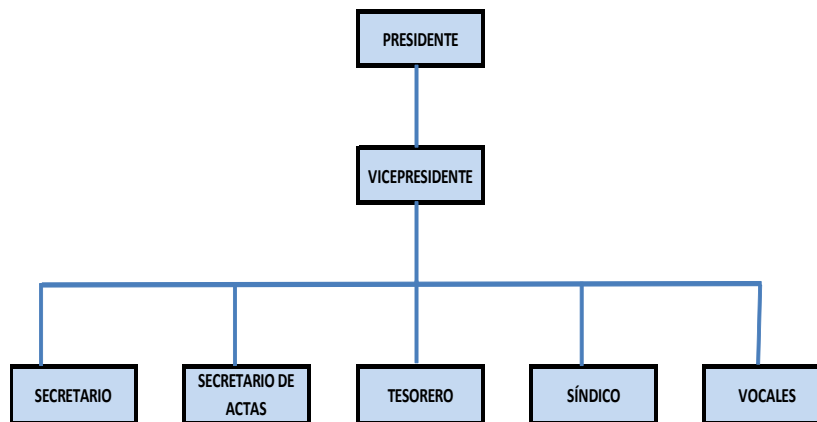 PRESIDENTE
VICEPRESIDENTE
SECRETARIO
SECRETARIO DE
ACTAS
TESORERO
SÍNDICO
VOCALES